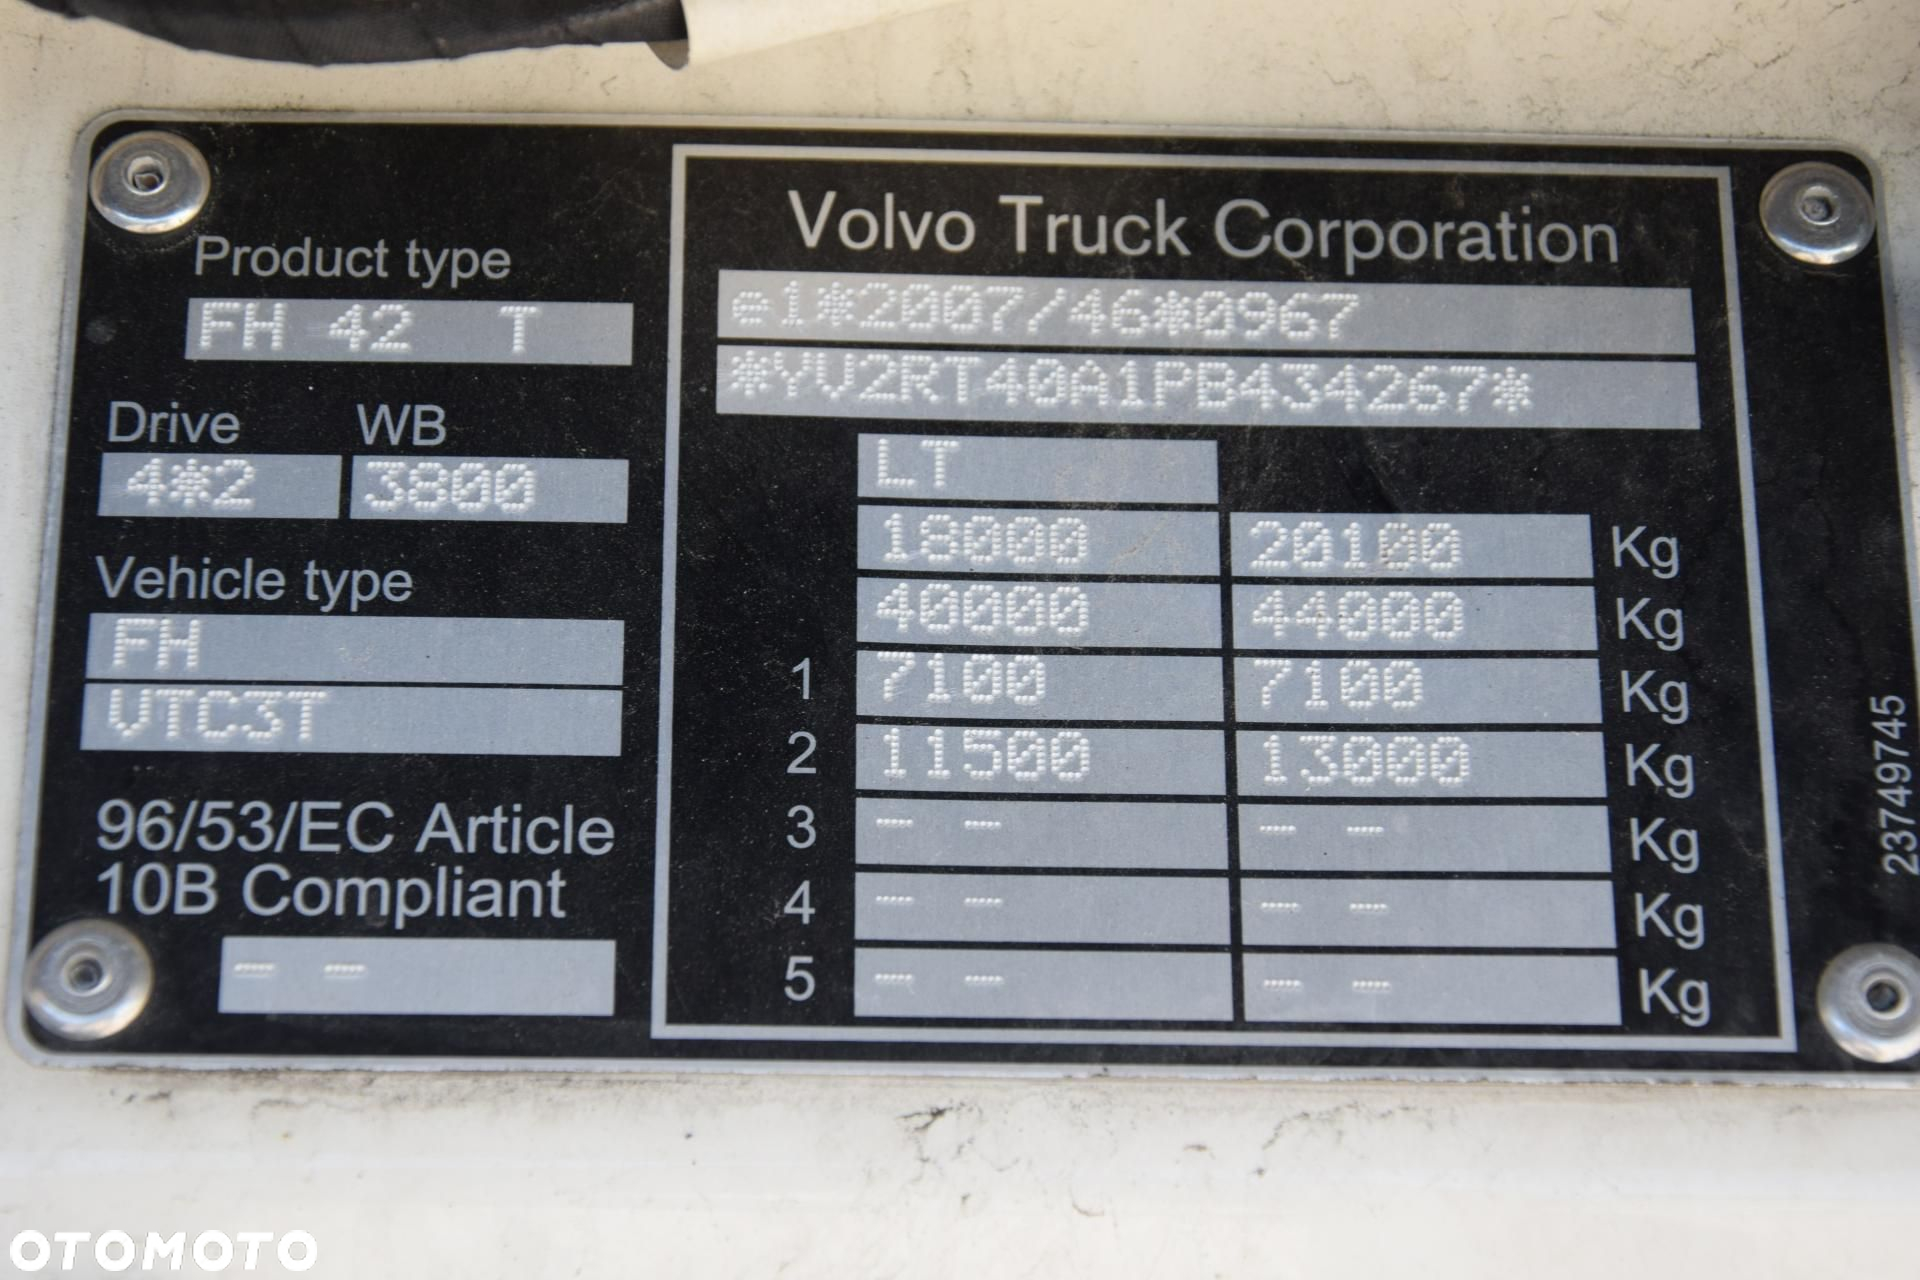 Product type
FH 42 T
Drive WB
4*2 3800
Vehicle type
FH
VTC3T
96/53/EC Article
10B Compliant
- -
Volvo Truck Corporation
e1*2007/46*0967
*YV2RT40A1PB434267*
LT
18000 20100 Kg
40000 44000 Kg
1 7100 7100 Kg
2 11500 13000 Kg
3 - - - - Kg
4 - - - - Kg
5 - - - - Kg
23749745
OTOMOTO